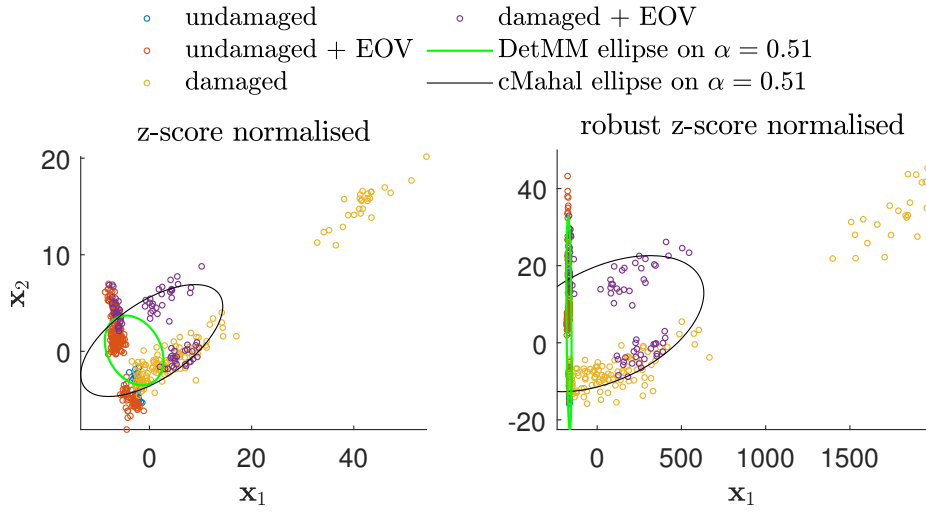 undamaged
undamaged + EOV
damaged
damaged + EOV
DetMM ellipse on α = 0.51
cMahal ellipse on α = 0.51
z-score normalised
20
10
0
x₂
0 20 40
x₁
robust z-score normalised
40
20
0
-20
0 500 1000 1500
x₁